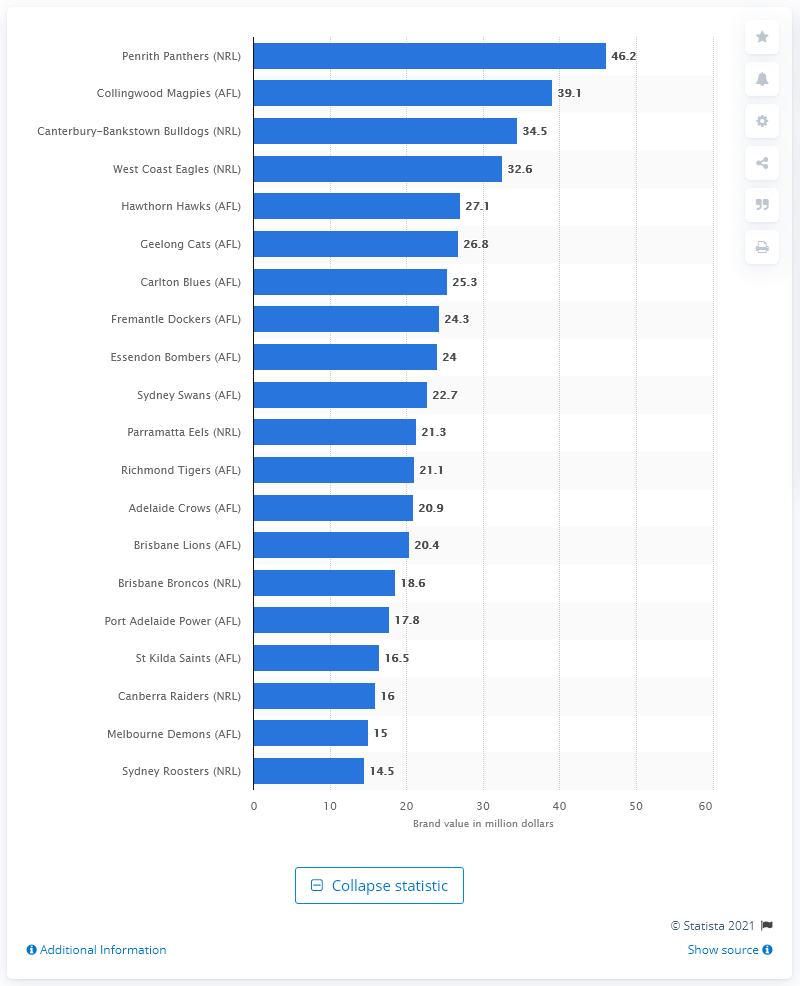 Penrith Panthers (NRL) 46.2
Collingwood Magpies (AFL) 39.1
Canterbury-Bankstown Bulldogs (NRL) 34.5
West Coast Eagles (NRL) 32.6
Hawthorn Hawks (AFL) 27.1
Geelong Cats (AFL) 26.8
Carlton Blues (AFL) 25.3
Fremantle Dockers (AFL) 24.3
Essendon Bombers (AFL) 24
Sydney Swans (AFL) 22.7
Parramatta Eels (NRL) 21.3
Richmond Tigers (AFL) 21.1
Adelaide Crows (AFL) 20.9
Brisbane Lions (AFL) 20.4
Brisbane Broncos (NRL) 18.6
Port Adelaide Power (AFL) 17.8
St Kilda Saints (AFL) 16.5
Canberra Raiders (NRL) 16
Melbourne Demons (AFL) 15
Sydney Roosters (NRL) 14.5
0 10 20 30 40 50 60
Brand value in million dollars
Collapse statistic
© Statista 2021
Additional Information Show source